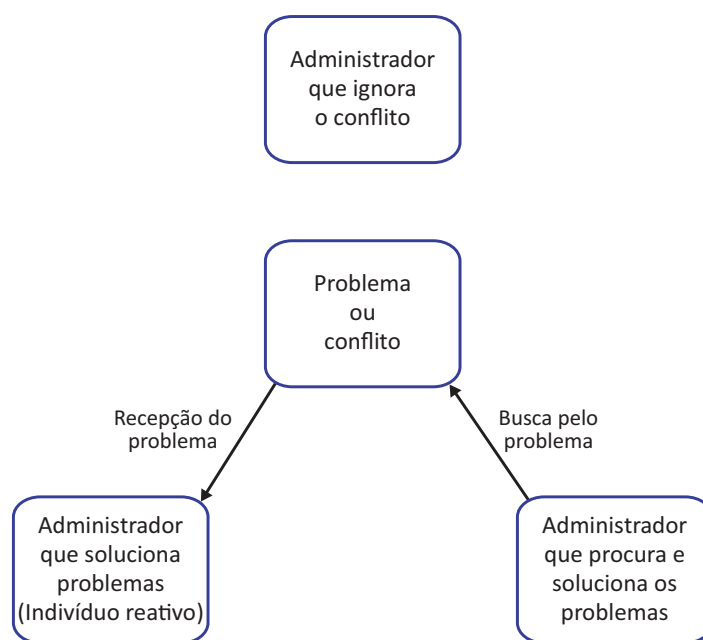 Administrador
que ignora
o conflito
Problema
ou
conflito
Recepção do
problema
Busca pelo
problema
Administrador
que soluciona
problemas
(Indivíduo reativo)
Administrador
que procura e
soluciona os
problemas